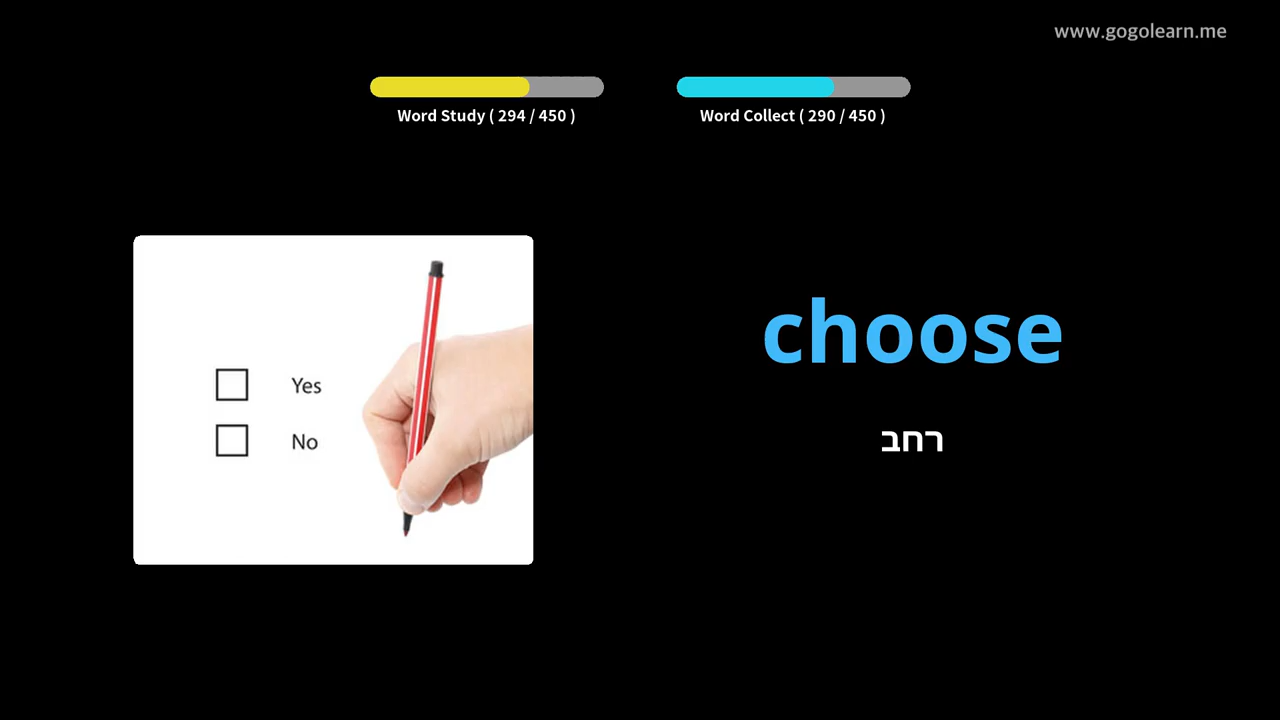 www.gogolearn.me
Word Study ( 294 / 450 )
Word Collect ( 290 / 450 )
Yes
No
choose
רחב